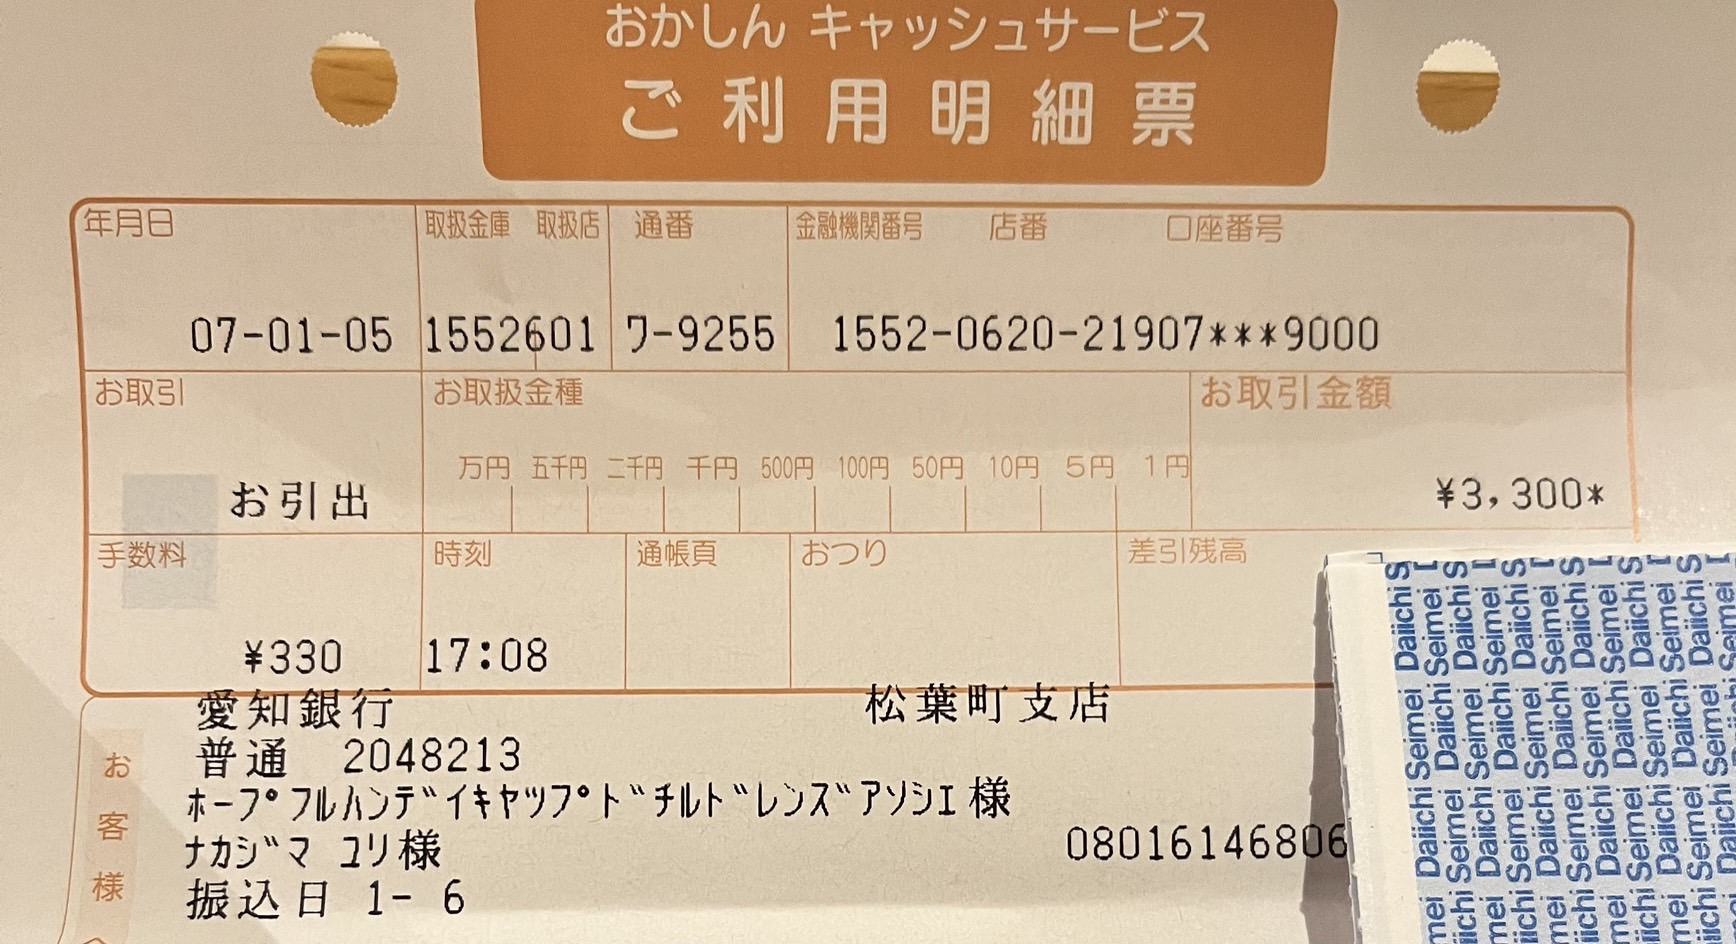 おかしん キャッシュサービス
ご利用明細票
年月日 取扱金庫 取扱店 通番 金融機関番号 店番 口座番号
07-01-05 1552601 ワ-9255 1552-0620-21907***9000
お取引 お取扱金種 お取引金額
万円 五千円 二千円 千円 500円 100円 50円 10円 5円 1円
お引出 ¥3,300*
手数料 時刻 通帳頁 おつり 差引残高
¥330 17:08
愛知銀行 松葉町支店
普通 2048213
ホープフルハンデイキヤツプドチルドレンズアソシエ様
ナカジマ ユリ様 08016146806
振込日 1- 6
お客様
Daiichi Seimei